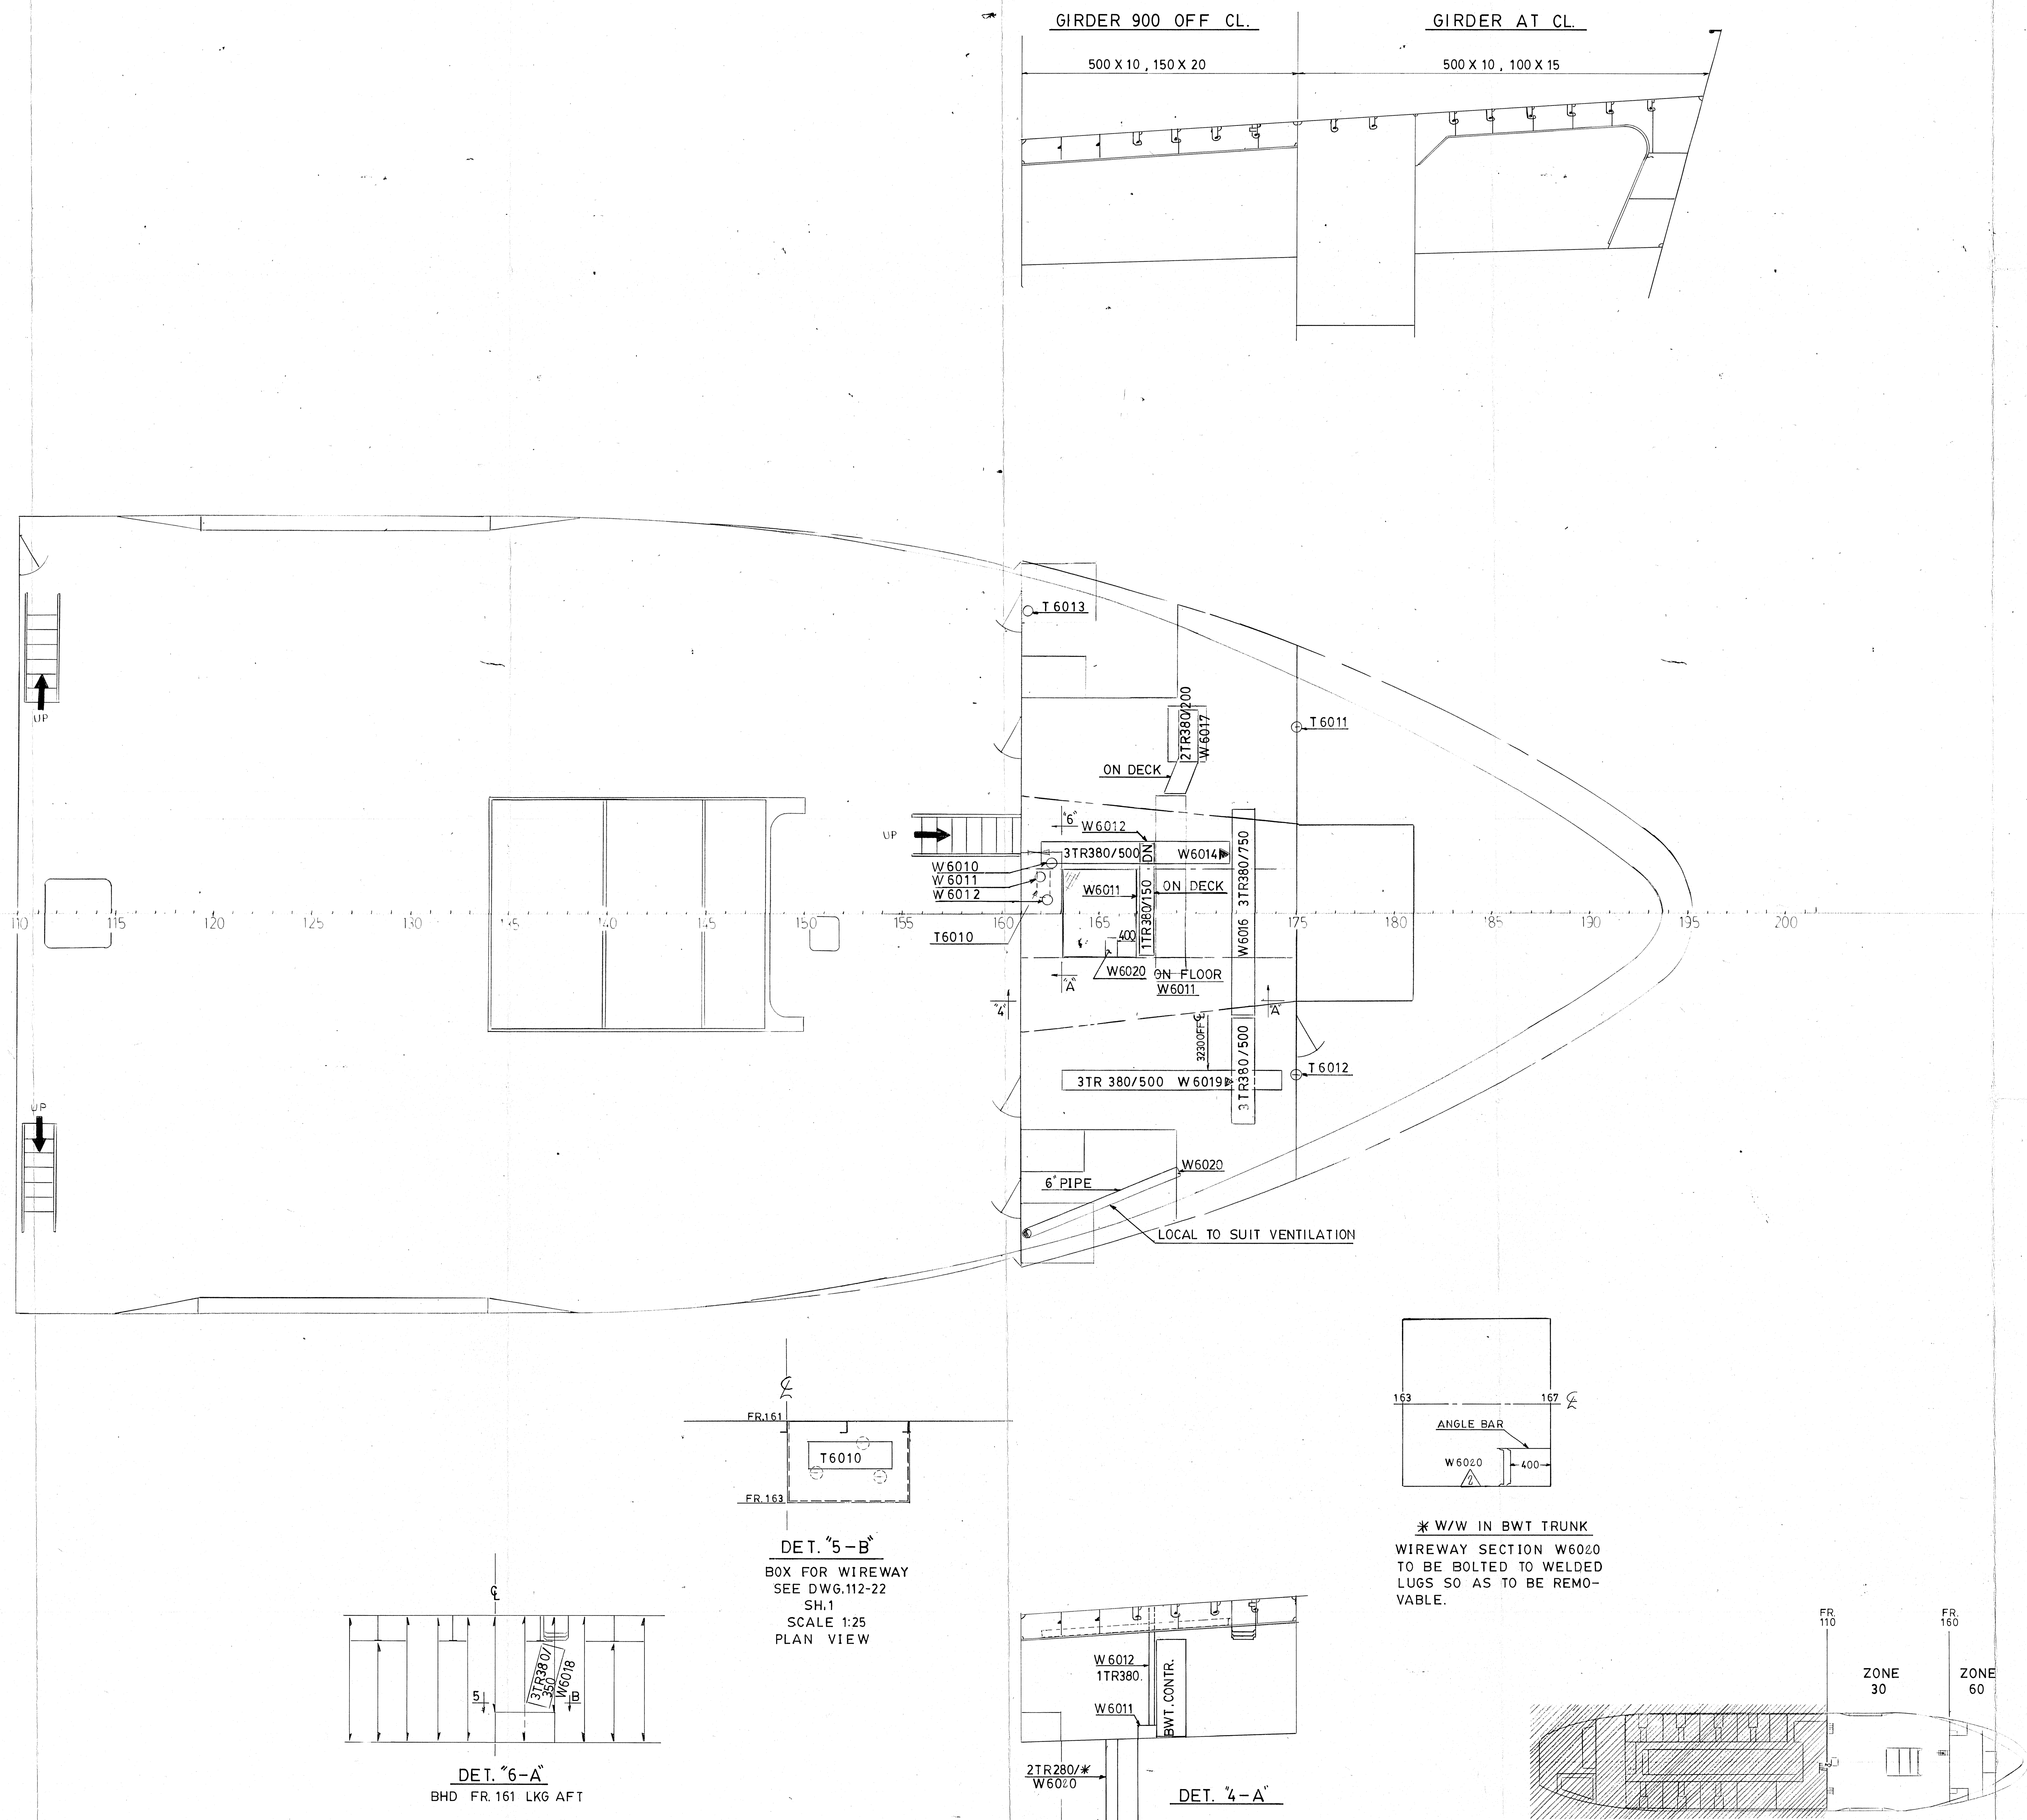 GIRDER 900 OFF CL.
GIRDER AT CL.
500 X 10 , 150 X 20
500 X 10 , 100 X 15
T 6013
UP
2TR380/200
W 6017
T 6011
ON DECK
"6"
W 6012
UP
3TR380/500
W6014
DN
W 6010
W 6011
W 6012
W6011
ON DECK
1TR380/150
W6016 3TR380/750
110 115 120 125 130 135 140 145 150 155 165 175 180 185 190 195 200
T6010
400
W6020
ON FLOOR
W6011
"A"
"4"
"A"
3230 OFF ℄
3TR380/500
T 6012
3TR 380/500 W 6019
UP
W6020
6" PIPE
LOCAL TO SUIT VENTILATION
℄
FR.161
T6010
FR.163
DET. "5-B"
BOX FOR WIREWAY
SEE DWG.112-22
SH.1
SCALE 1:25
PLAN VIEW
163
167 ℄
ANGLE BAR
W6020
400
2
* W/W IN BWT TRUNK
WIREWAY SECTION W6020
TO BE BOLTED TO WELDED
LUGS SO AS TO BE REMO-
VABLE.
℄
3TR380/
350
W6018
5
B
DET. "6-A"
BHD FR. 161 LKG AFT
W 6012
1TR380.
W6011
BWT. CONTR.
2TR280/*
W6020
DET. "4-A"
FR.
110
FR.
160
ZONE
30
ZONE
60